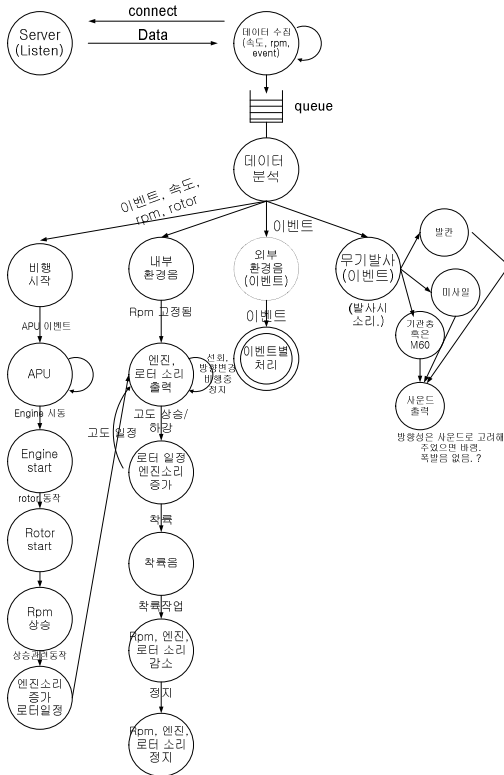 connect
Data
Server
(Listen)
데이터 수집
(속도, rpm,
event)
queue
데이터
분석
이벤트, 속도,
rpm, rotor
이벤트
비행
시작
내부
환경음
외부
환경음
(이벤트)
무기발사
(이벤트)
(발사시
소리.)
발칸
미사일
기관총
혹은
M60
사운드
출력
방향성은 사운드로 고려해
주었으면 바램.
폭발음 없음. ?
APU 이벤트
APU
Engine 시동
Engine
start
rotor 동작
Rotor
start
Rpm
상승
상승관련동작
엔진소리
증가
로터일정
Rpm 고정됨
엔진,
로터 소리
출력
선회,
방향변경
비행중
정지
고도 일정
고도 상승/
하강
로터 일정
엔진소리
증가
착륙
착륙음
착륙작업
Rpm, 엔진,
로터 소리
감소
정지
Rpm, 엔진,
로터 소리
정지
이벤트
이벤트별
처리